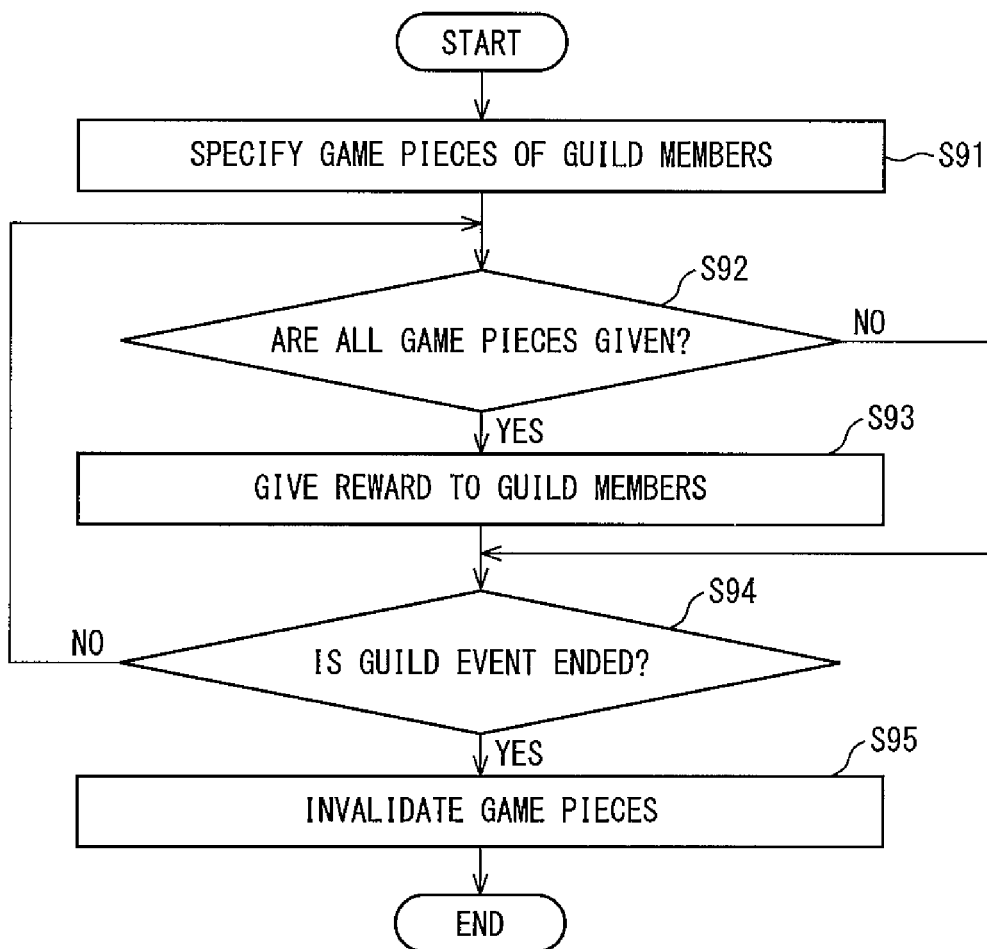 START
SPECIFY GAME PIECES OF GUILD MEMBERS
S91
S92
ARE ALL GAME PIECES GIVEN?
NO
YES
S93
GIVE REWARD TO GUILD MEMBERS
S94
NO
IS GUILD EVENT ENDED?
YES
S95
INVALIDATE GAME PIECES
END